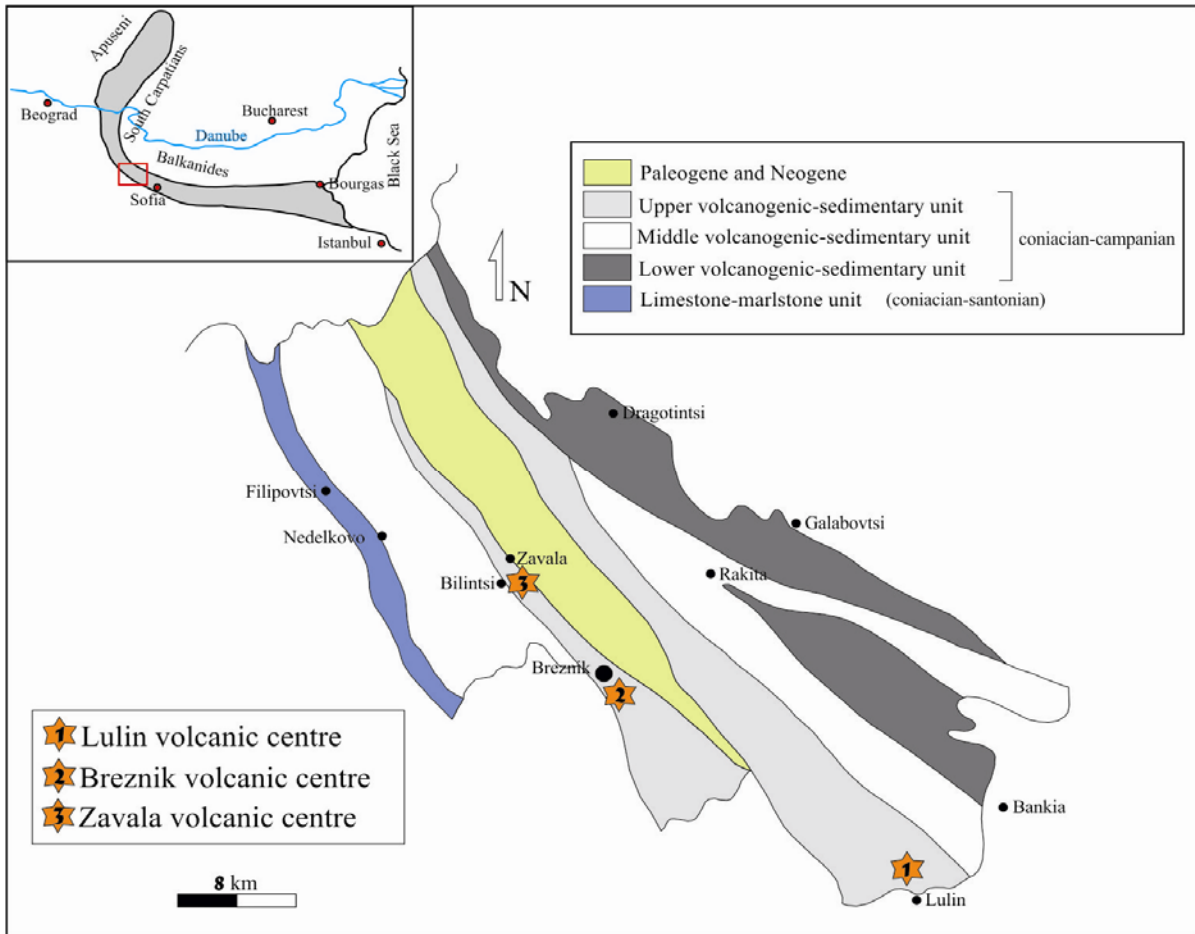 Apuseni
South Carpatians
Beograd
Bucharest
Danube
Balkanides
Black Sea
Sofia
Bourgas
Istanbul
Paleogene and Neogene
Upper volcanogenic-sedimentary unit
Middle volcanogenic-sedimentary unit
coniacian-campanian
Lower volcanogenic-sedimentary unit
Limestone-marlstone unit (coniacian-santonian)
N
Dragotintsi
Filipovtsi
Galabovtsi
Nedelkovo
Zavala
Rakita
Bilintsi
3
Breznik
2
1 Lulin volcanic centre
2 Breznik volcanic centre
3 Zavala volcanic centre
Bankia
1
8 km
Lulin